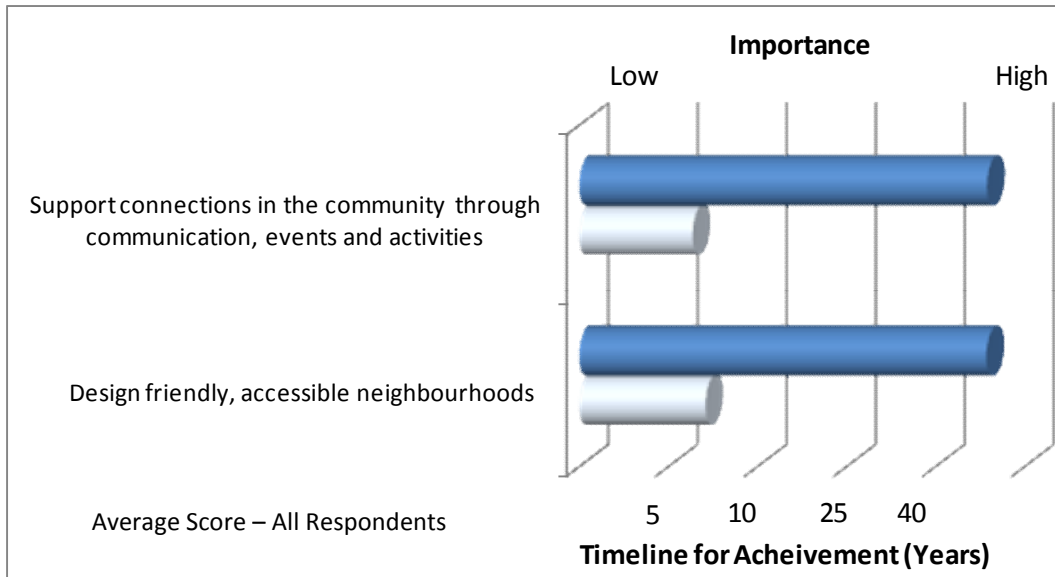 Importance
Low High
Support connections in the community through
communication, events and activities
Design friendly, accessible neighbourhoods
Average Score – All Respondents
5 10 25 40
Timeline for Acheivement (Years)